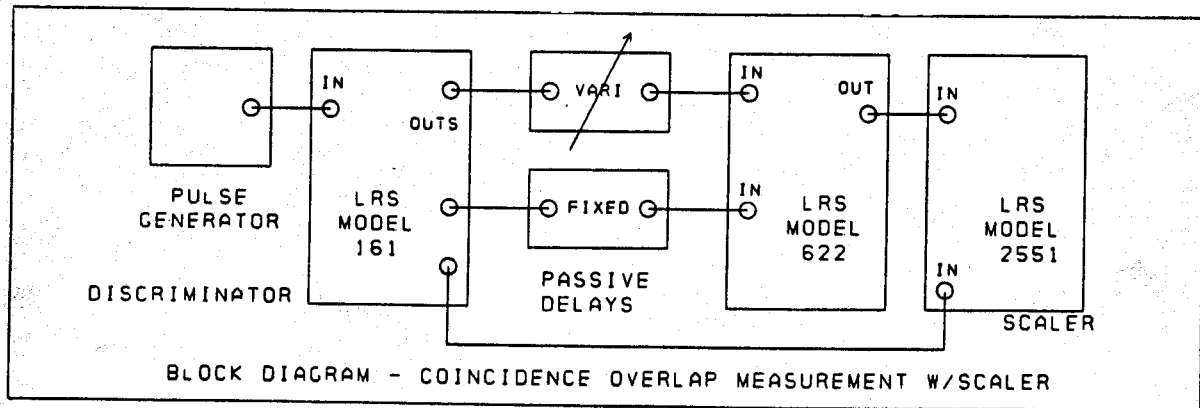 PULSE
GENERATOR
IN
OUTS
LRS
MODEL
161
DISCRIMINATOR
VARI
FIXED
PASSIVE
DELAYS
IN
IN
OUT
LRS
MODEL
622
IN
LRS
MODEL
2551
IN
SCALER
BLOCK DIAGRAM - COINCIDENCE OVERLAP MEASUREMENT W/SCALER